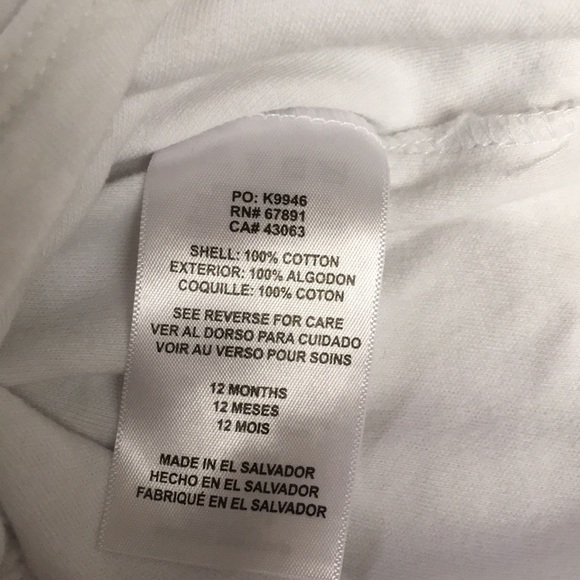 PO: K9946
RN# 67891
CA# 43063
SHELL: 100% COTTON
EXTERIOR: 100% ALGODON
COQUILLE: 100% COTON
SEE REVERSE FOR CARE
VER AL DORSO PARA CUIDADO
VOIR AU VERSO POUR SOINS
12 MONTHS
12 MESES
12 MOIS
MADE IN EL SALVADOR
HECHO EN EL SALVADOR
FABRIQUÉ EN EL SALVADOR